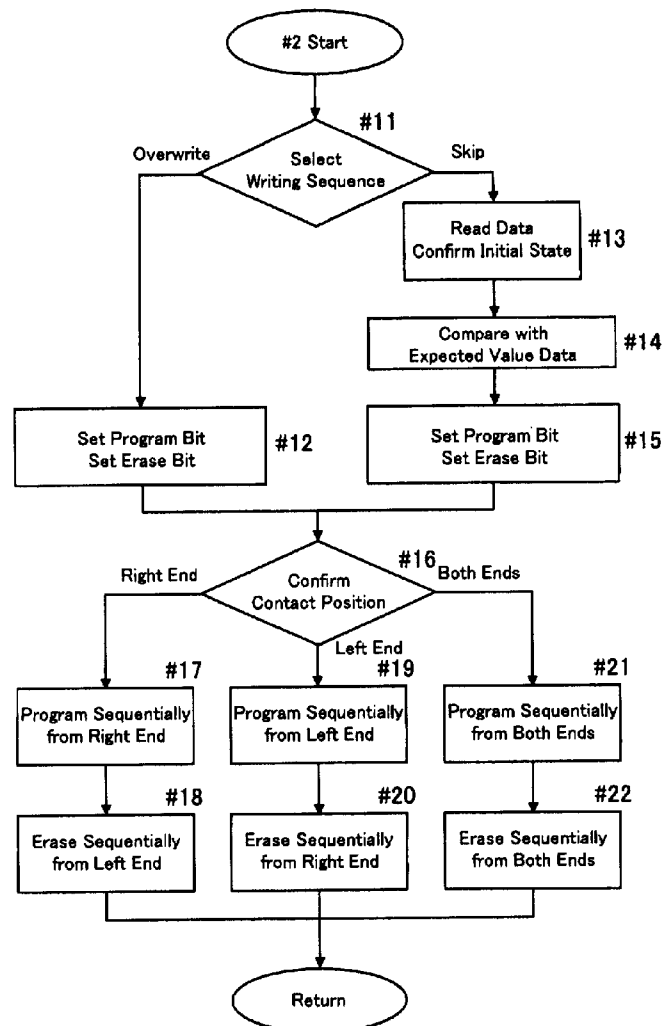 #2 Start
#11
Overwrite
Select
Writing Sequence
Skip
Read Data
Confirm Initial State
#13
Compare with
Expected Value Data
#14
Set Program Bit
Set Erase Bit
#12
Set Program Bit
Set Erase Bit
#15
#16
Right End
Confirm
Contact Position
Both Ends
Left End
#17
#19
#21
Program Sequentially
from Right End
Program Sequentially
from Left End
Program Sequentially
from Both Ends
#18
#20
#22
Erase Sequentially
from Left End
Erase Sequentially
from Right End
Erase Sequentially
from Both Ends
Return